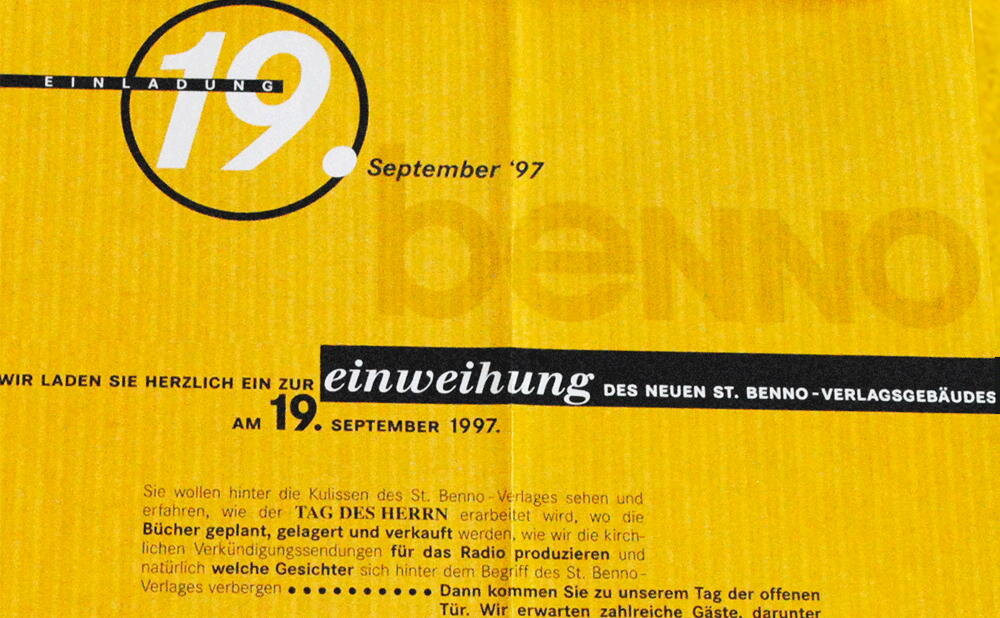 EINLADUNG
19.
September ‘97
benno
WIR LADEN SIE HERZLICH EIN ZUR einweihung DES NEUEN ST. BENNO-VERLAGSGEBÄUDES
AM 19. SEPTEMBER 1997.
Sie wollen hinter die Kulissen des St. Benno-Verlages sehen und
erfahren, wie der TAG DES HERRN erarbeitet wird, wo die
Bücher geplant, gelagert und verkauft werden, wie wir die kirch-
lichen Verkündigungssendungen für das Radio produzieren und
natürlich welche Gesichter sich hinter dem Begriff des St. Benno-
Verlages verbergen ●●●●●●●●●● Dann kommen Sie zu unserem Tag der offenen
Tür. Wir erwarten zahlreiche Gäste, darunter